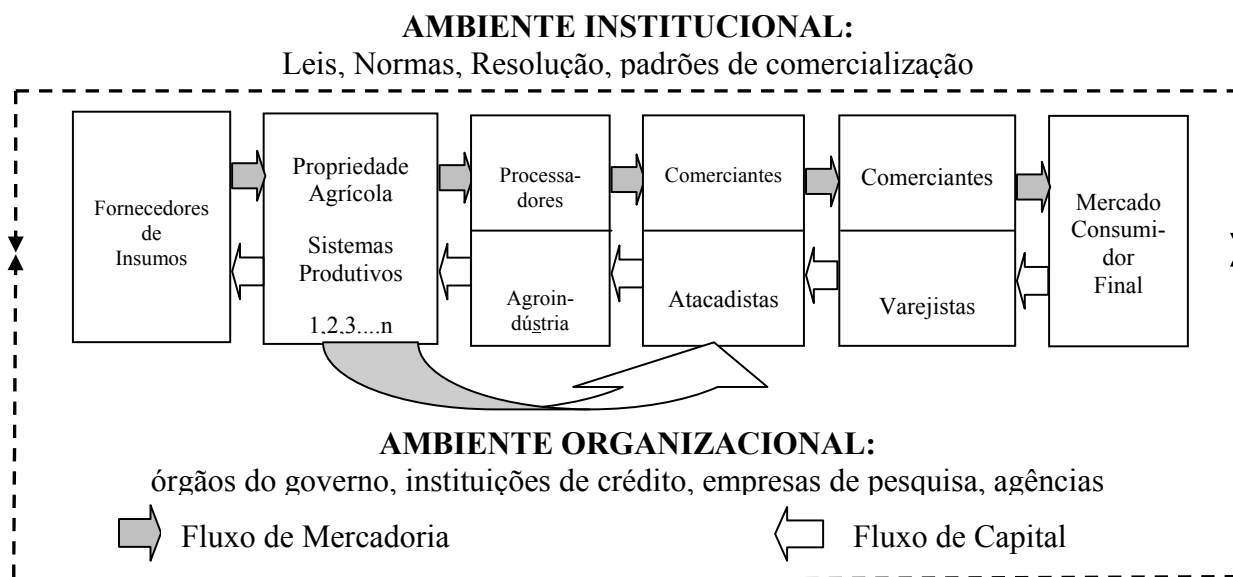 AMBIENTE INSTITUCIONAL:
Leis, Normas, Resolução, padrões de comercialização
Fornecedores
de
Insumos
Propriedade
Agrícola
Sistemas
Produtivos
1,2,3....n
Processa-
dores
Agroin-
dústria
Comerciantes
Atacadistas
Comerciantes
Varejistas
Mercado
Consumi-
dor
Final
AMBIENTE ORGANIZACIONAL:
órgãos do governo, instituições de crédito, empresas de pesquisa, agências
Fluxo de Mercadoria
Fluxo de Capital